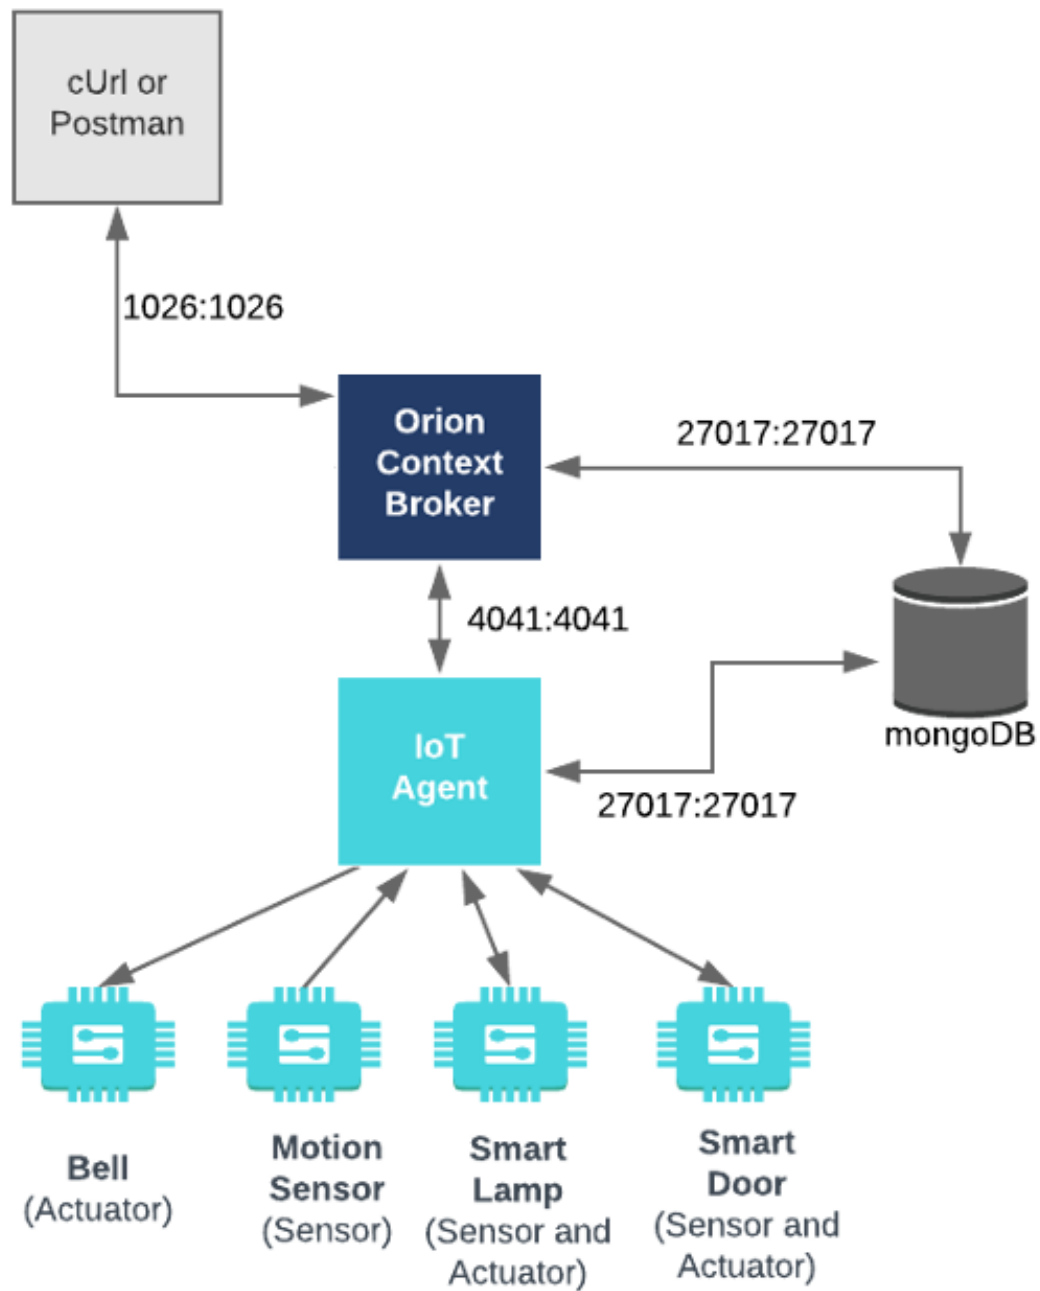 cUrl or
Postman
1026:1026
Orion
Context
Broker
27017:27017
4041:4041
mongoDB
IoT
Agent
27017:27017
Bell
(Actuator)
Motion
Sensor
(Sensor)
Smart
Lamp
(Sensor and
Actuator)
Smart
Door
(Sensor and
Actuator)